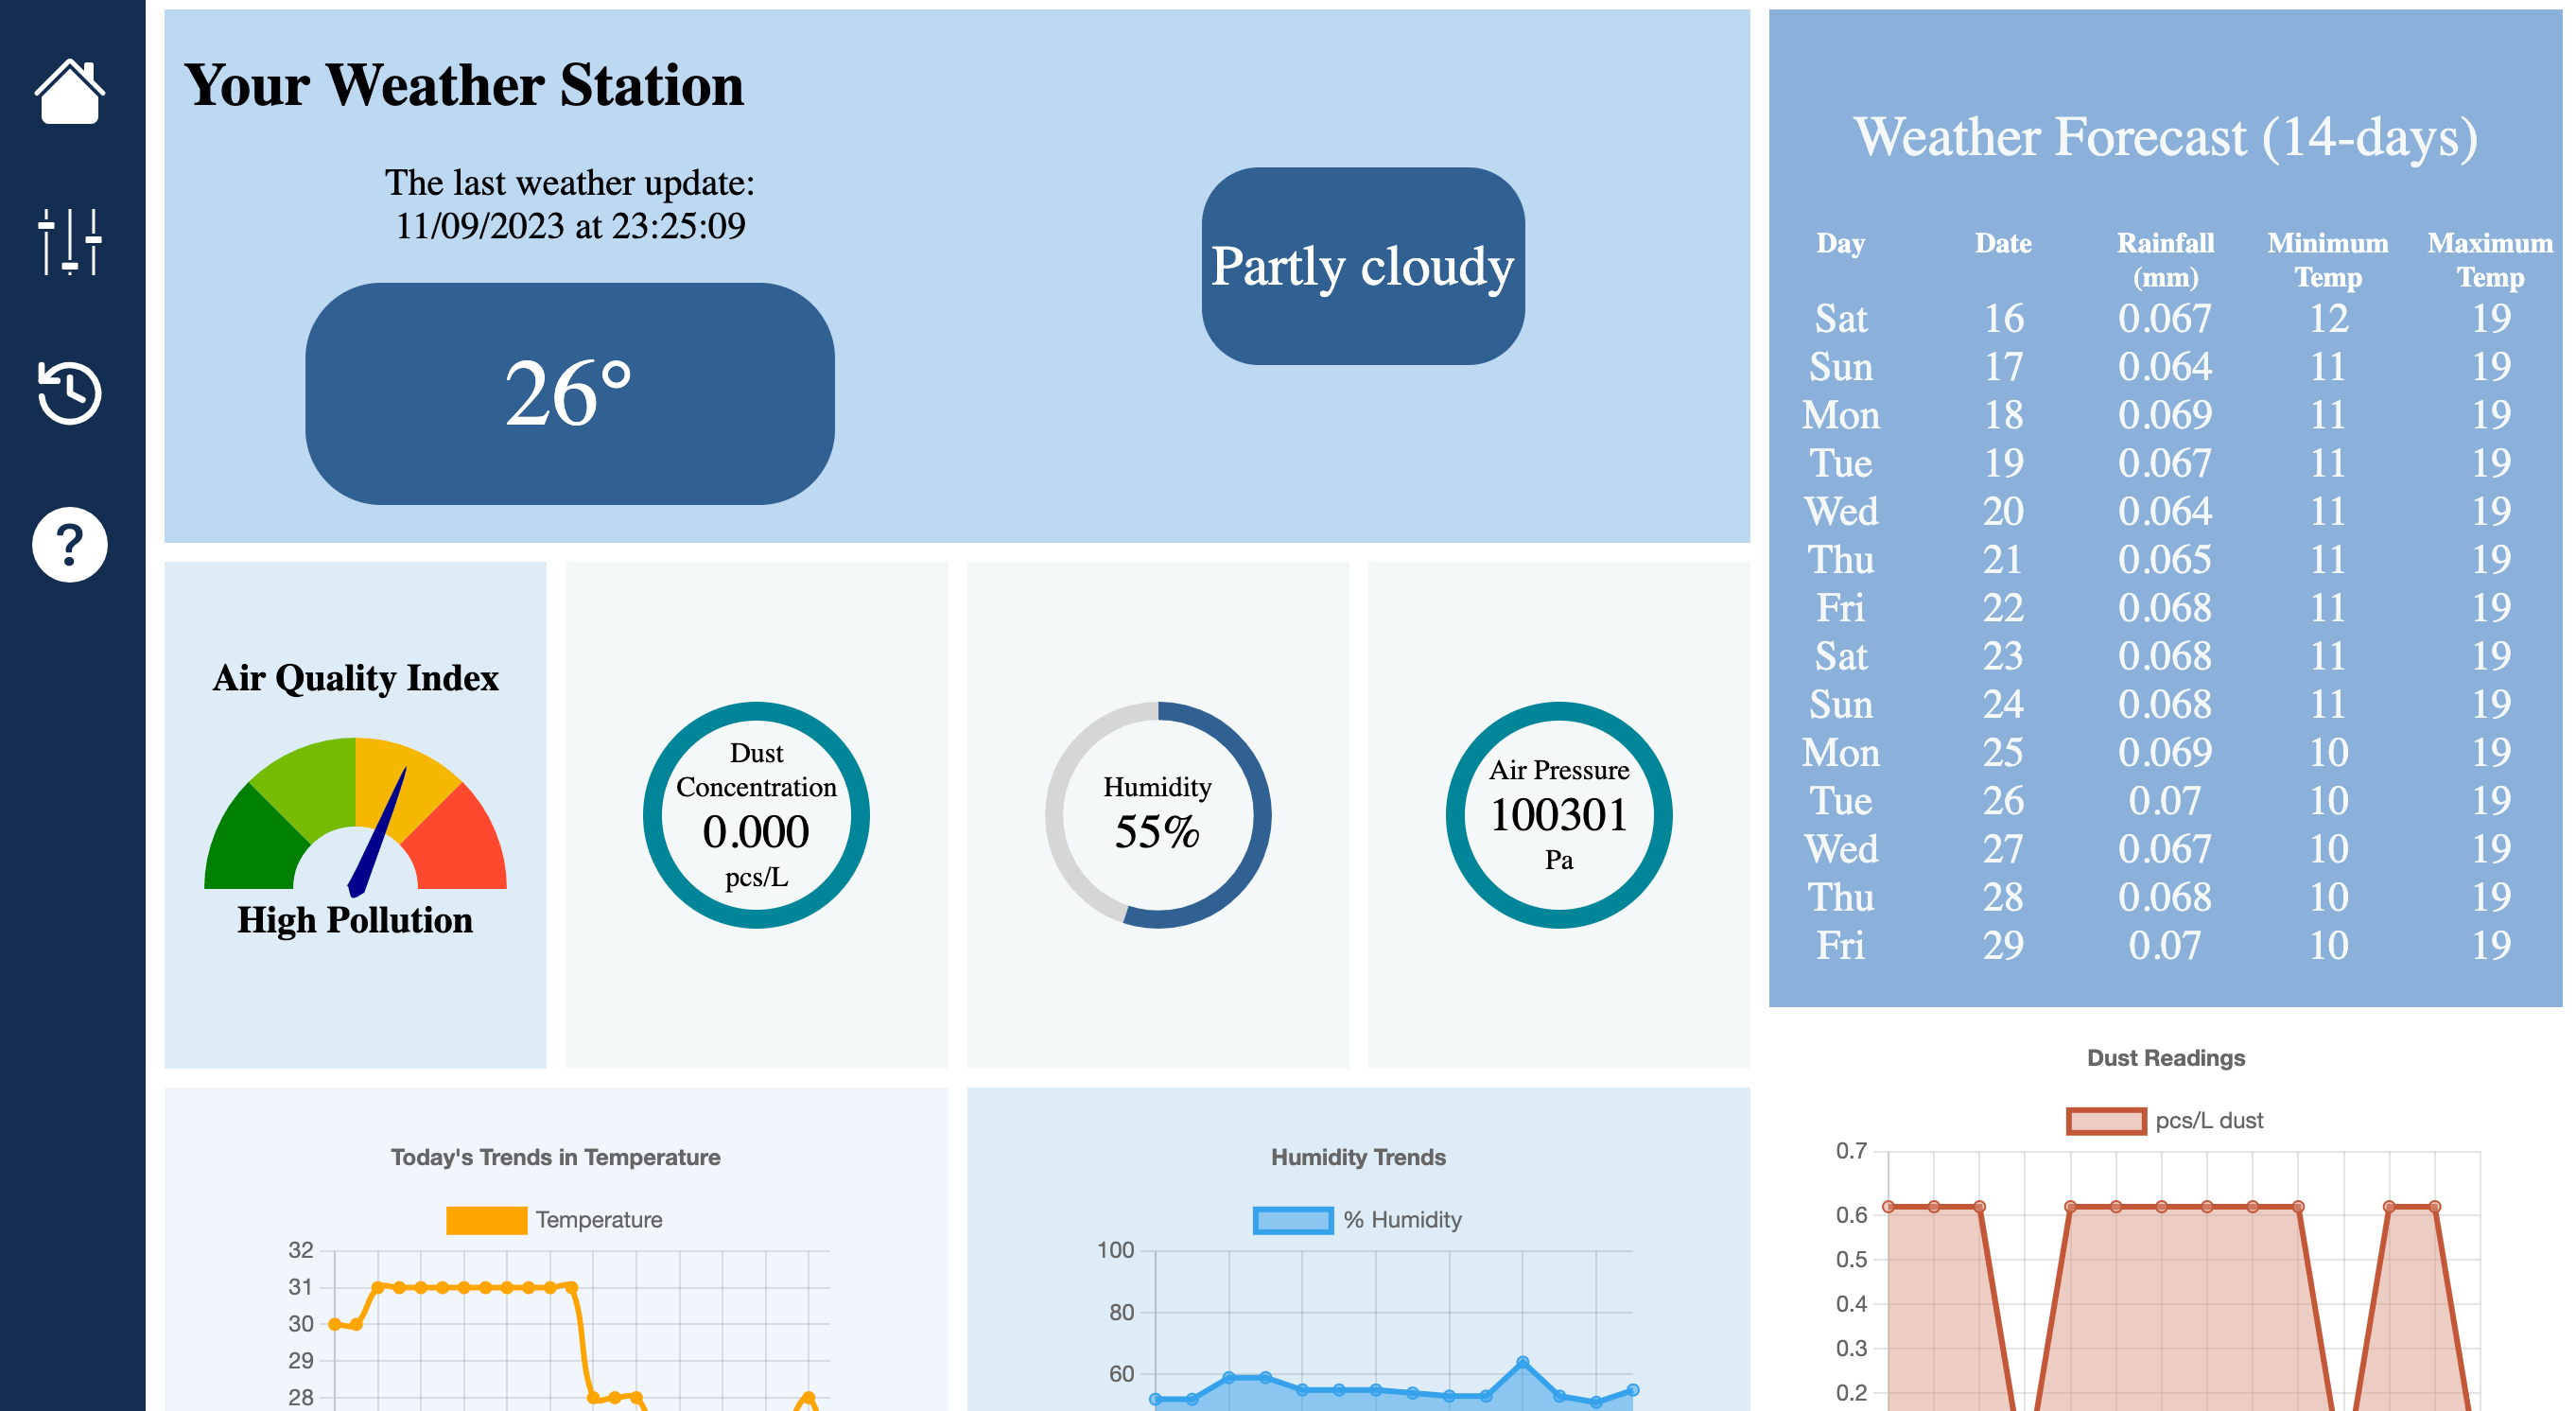 Your Weather Station
The last weather update:
11/09/2023 at 23:25:09
26°
Partly cloudy
Weather Forecast (14-days)
Day Date Rainfall (mm) Minimum Temp Maximum Temp
Sat 16 0.067 12 19
Sun 17 0.064 11 19
Mon 18 0.069 11 19
Tue 19 0.067 11 19
Wed 20 0.064 11 19
Thu 21 0.065 11 19
Fri 22 0.068 11 19
Sat 23 0.068 11 19
Sun 24 0.068 11 19
Mon 25 0.069 10 19
Tue 26 0.07 10 19
Wed 27 0.067 10 19
Thu 28 0.068 10 19
Fri 29 0.07 10 19
?
Air Quality Index
High Pollution
Dust
Concentration
0.000
pcs/L
Humidity
55%
Air Pressure
100301
Pa
Today's Trends in Temperature
Temperature
32
31
30
29
28
Humidity Trends
% Humidity
100
80
60
Dust Readings
pcs/L dust
0.7
0.6
0.5
0.4
0.3
0.2